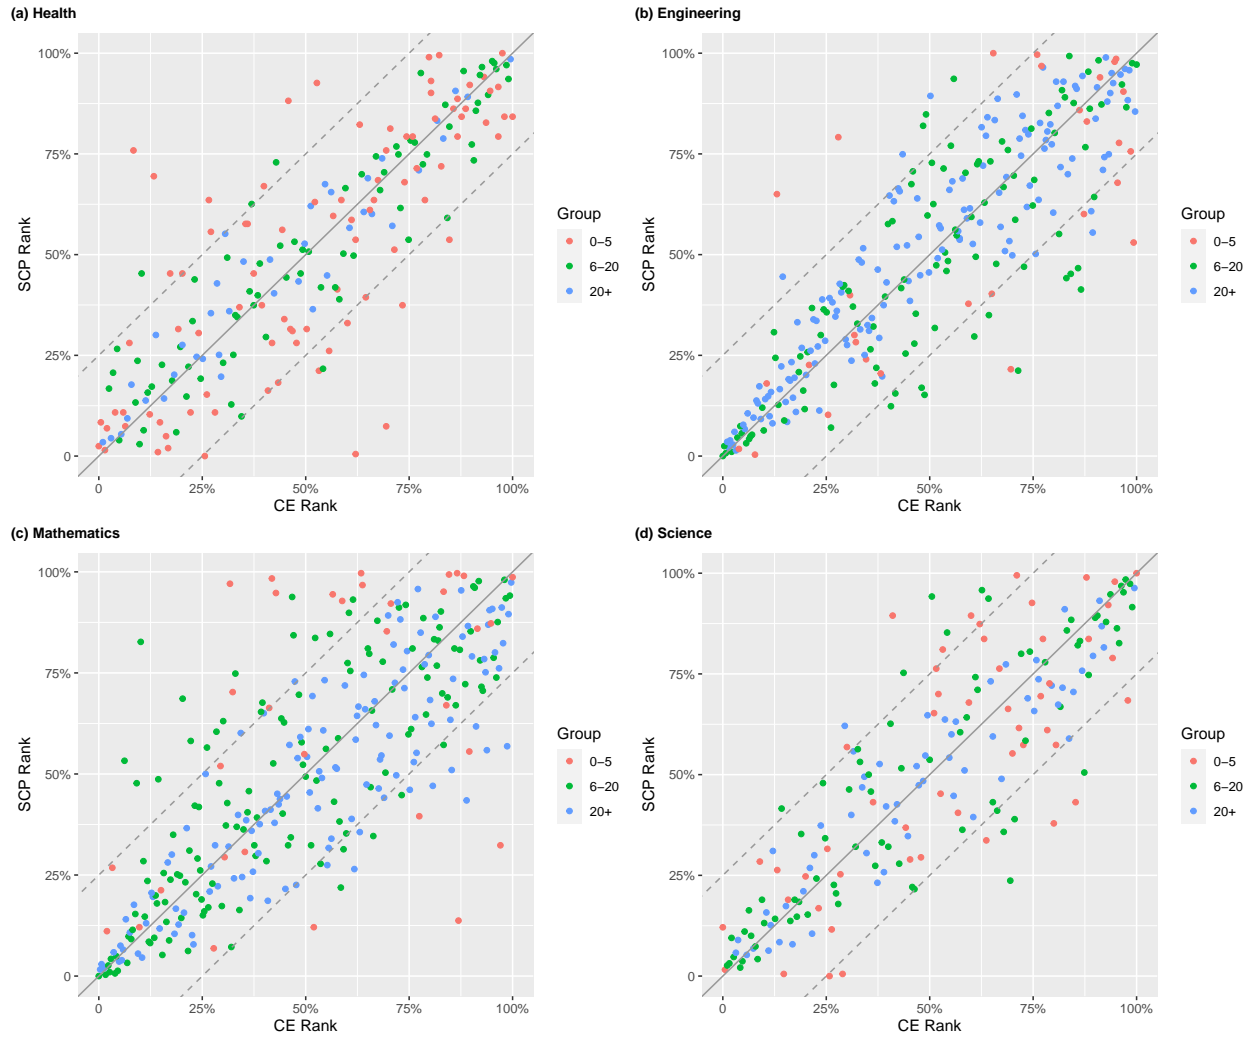 (a) Health
100%
75%
50%
25%
0
SCP Rank
0 25% 50% 75% 100%
CE Rank
Group
0–5
6–20
20+
(b) Engineering
100%
75%
50%
25%
0
SCP Rank
0 25% 50% 75% 100%
CE Rank
Group
0–5
6–20
20+
(c) Mathematics
100%
75%
50%
25%
0
SCP Rank
0 25% 50% 75% 100%
CE Rank
Group
0–5
6–20
20+
(d) Science
100%
75%
50%
25%
0
SCP Rank
0 25% 50% 75% 100%
CE Rank
Group
0–5
6–20
20+